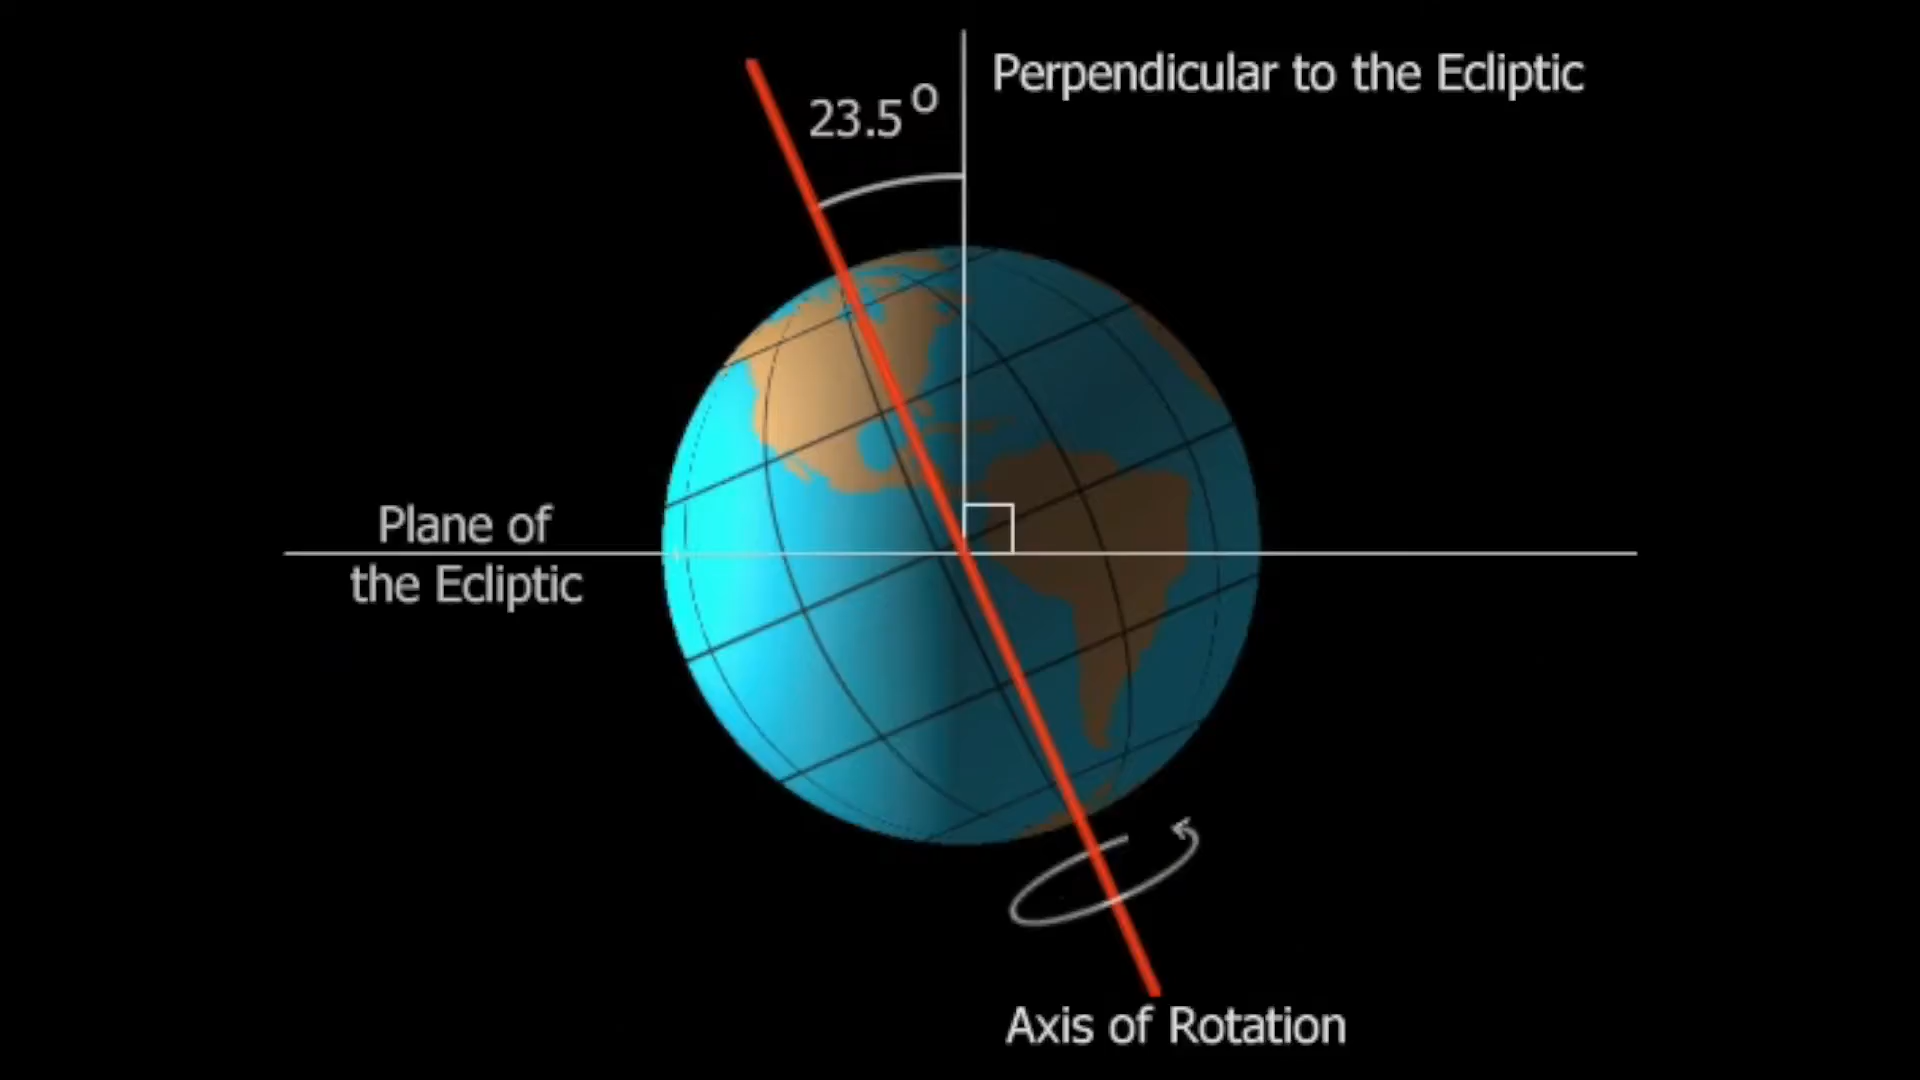 Perpendicular to the Ecliptic
23.5°
Plane of
the Ecliptic
Axis of Rotation